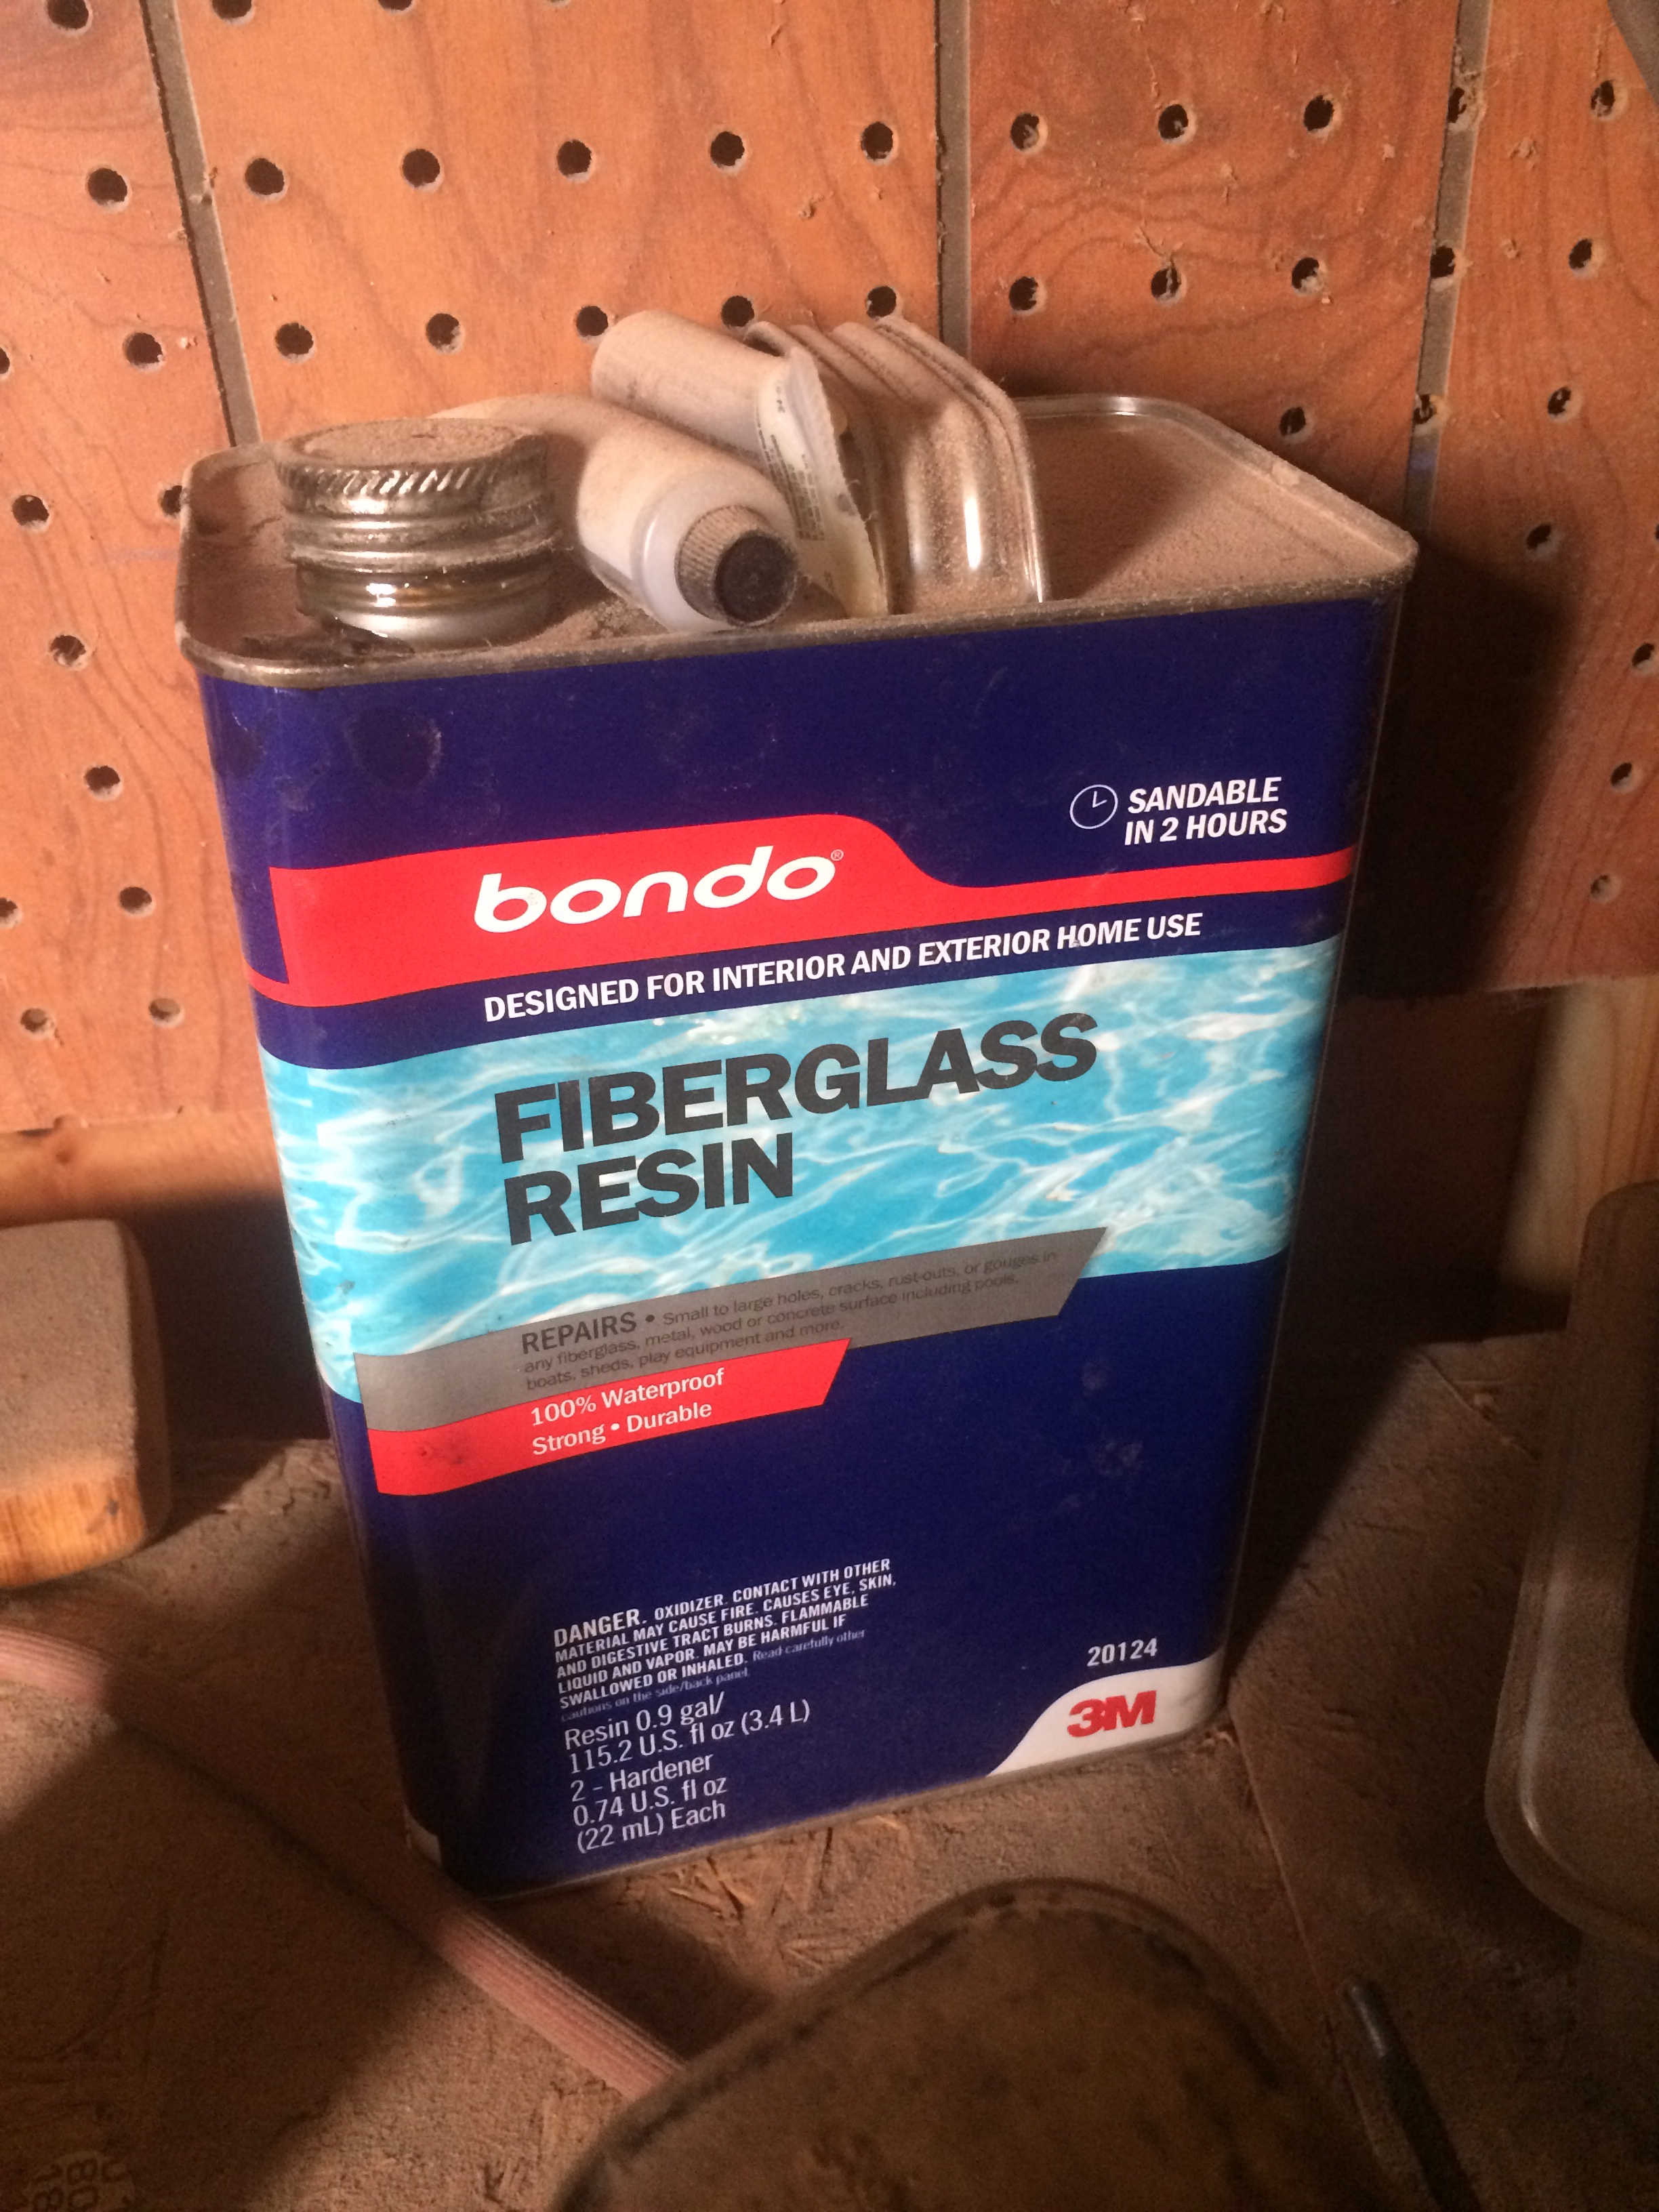 SANDABLE
IN 2 HOURS
bondo®
DESIGNED FOR INTERIOR AND EXTERIOR HOME USE
FIBERGLASS
RESIN
REPAIRS • Small to large holes, cracks, rust-outs, or gouges in
any fiberglass, metal, wood or concrete surface including pools,
boats, sheds, play equipment and more.
100% Waterproof
Strong • Durable
DANGER. OXIDIZER. CONTACT WITH OTHER
MATERIAL MAY CAUSE FIRE. CAUSES EYE, SKIN,
AND DIGESTIVE TRACT BURNS. FLAMMABLE
LIQUID AND VAPOR. MAY BE HARMFUL IF
SWALLOWED OR INHALED. Read carefully other
cautions on the side/back panel.
Resin 0.9 gal/
115.2 U.S. fl oz (3.4 L)
2 - Hardener
0.74 U.S. fl oz
(22 mL) Each
20124
3M